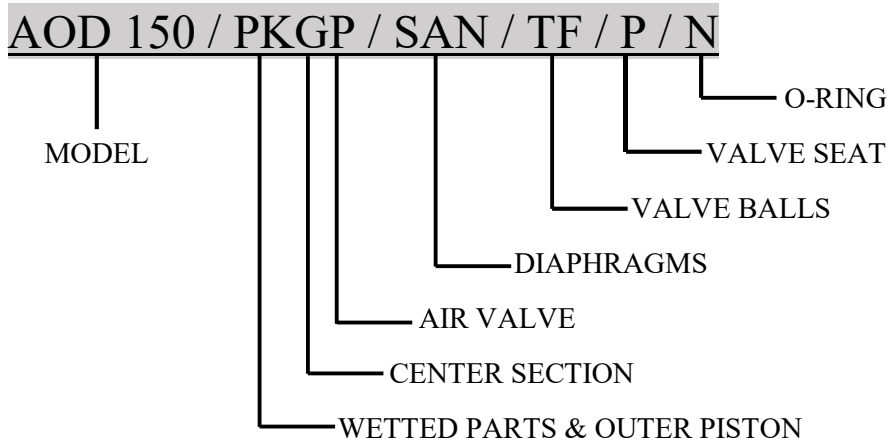 AOD 150 / PKGP / SAN / TF / P / N
O-RING
MODEL
VALVE SEAT
VALVE BALLS
DIAPHRAGMS
AIR VALVE
CENTER SECTION
WETTED PARTS & OUTER PISTON